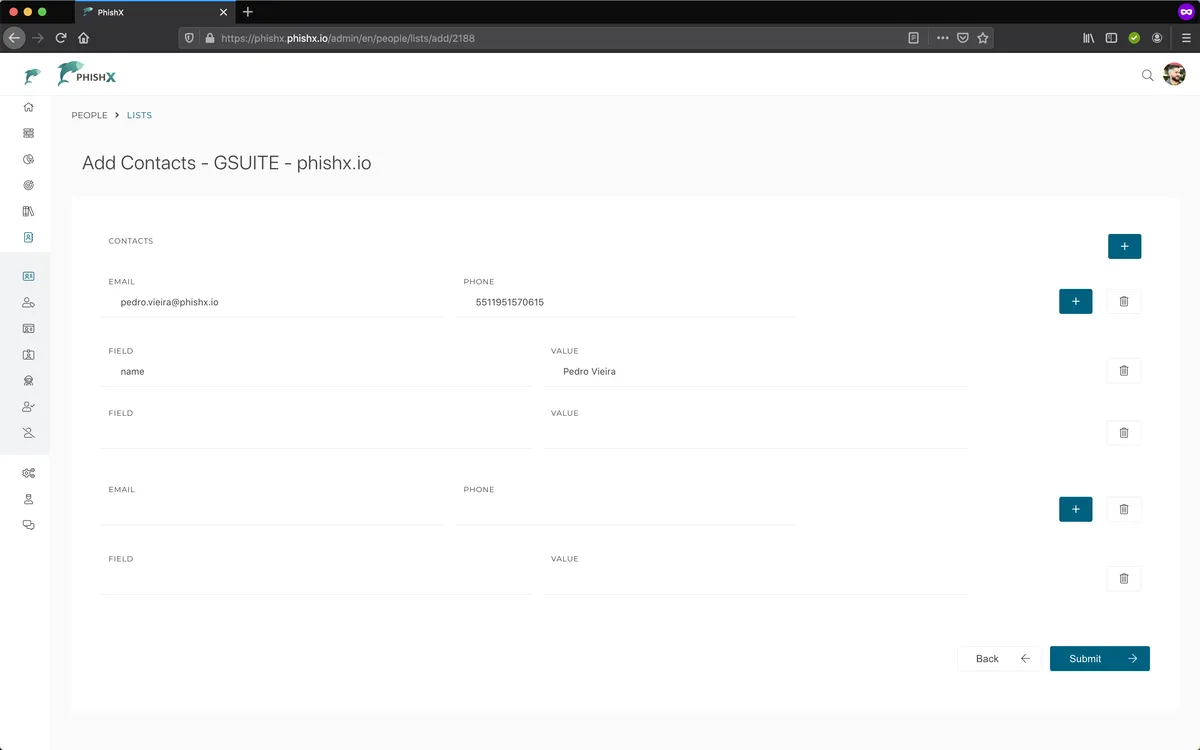 PhishX
https://phishx.phishx.io/admin/en/people/lists/add/2188
PHISHX
PEOPLE > LISTS
Add Contacts - GSUITE - phishx.io
CONTACTS
EMAIL PHONE
pedro.vieira@phishx.io 5511951570615
FIELD VALUE
name Pedro Vieira
FIELD VALUE
EMAIL PHONE
FIELD VALUE
Back Submit